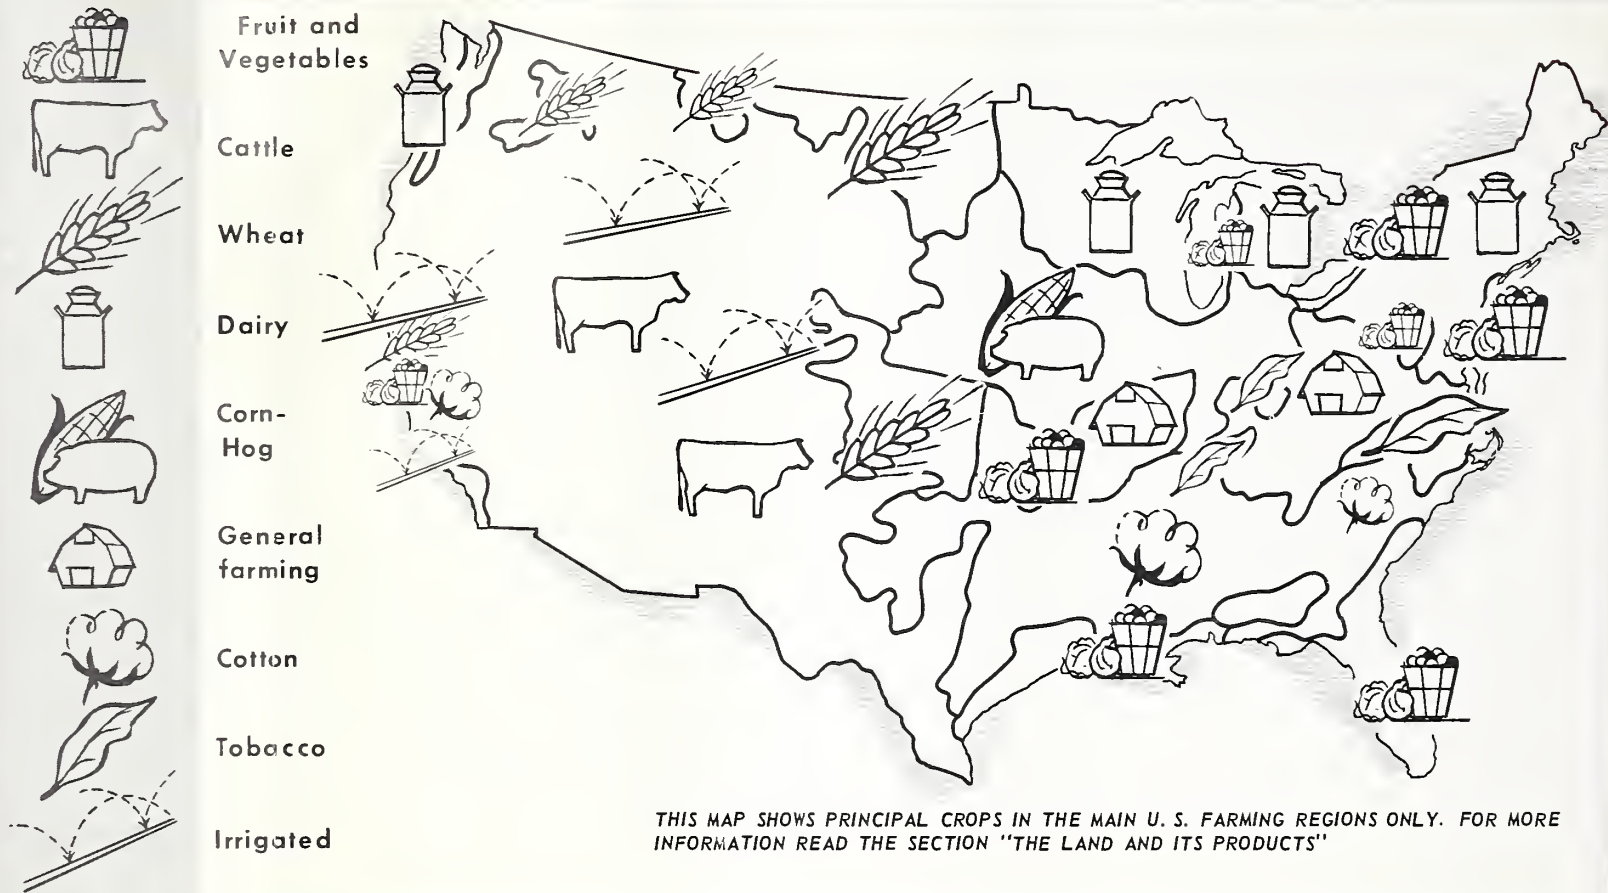 Fruit and
Vegetables
Cattle
Wheat
Dairy
Corn-
Hog
General
farming
Cotton
Tobacco
Irrigated
THIS MAP SHOWS PRINCIPAL CROPS IN THE MAIN U. S. FARMING REGIONS ONLY. FOR MORE
INFORMATION READ THE SECTION "THE LAND AND ITS PRODUCTS"